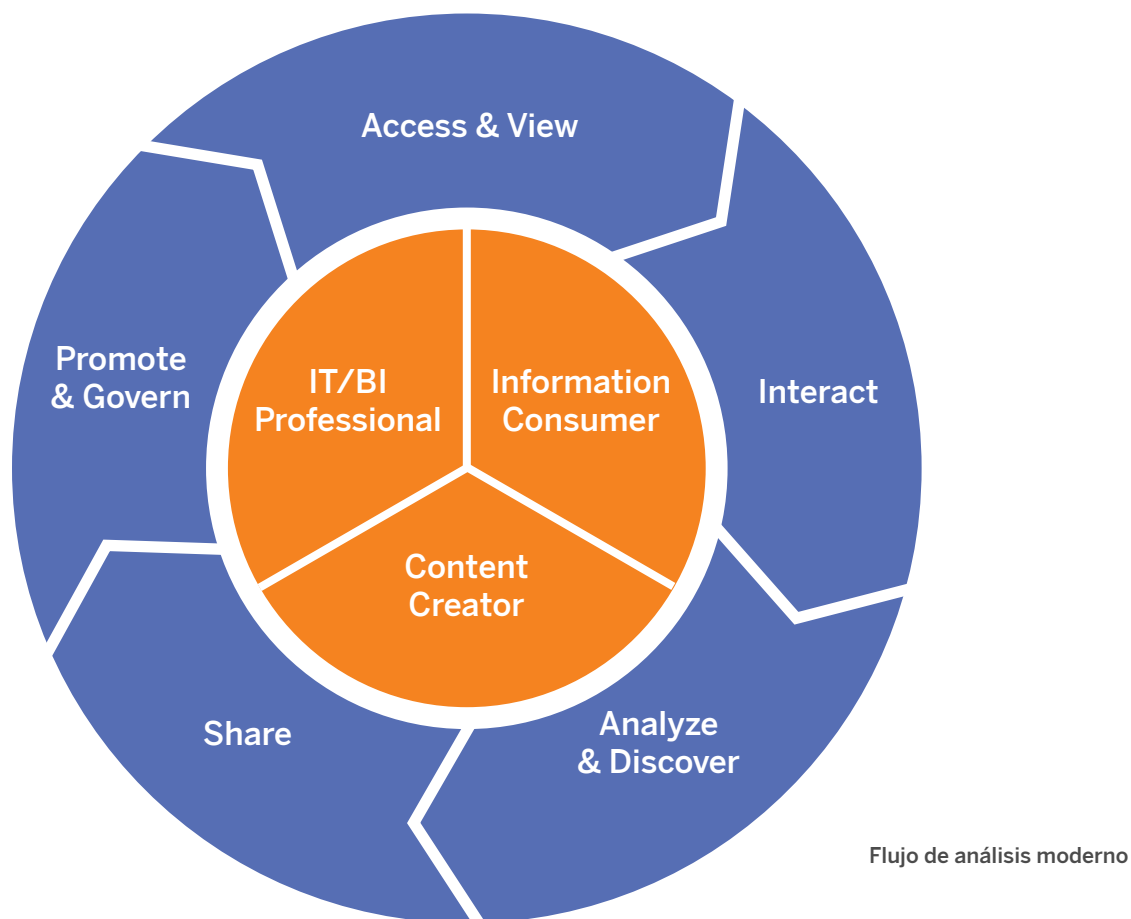 Access & View
Promote
& Govern
IT/BI
Professional
Information
Consumer
Interact
Content
Creator
Share
Analyze
& Discover
Flujo de análisis moderno